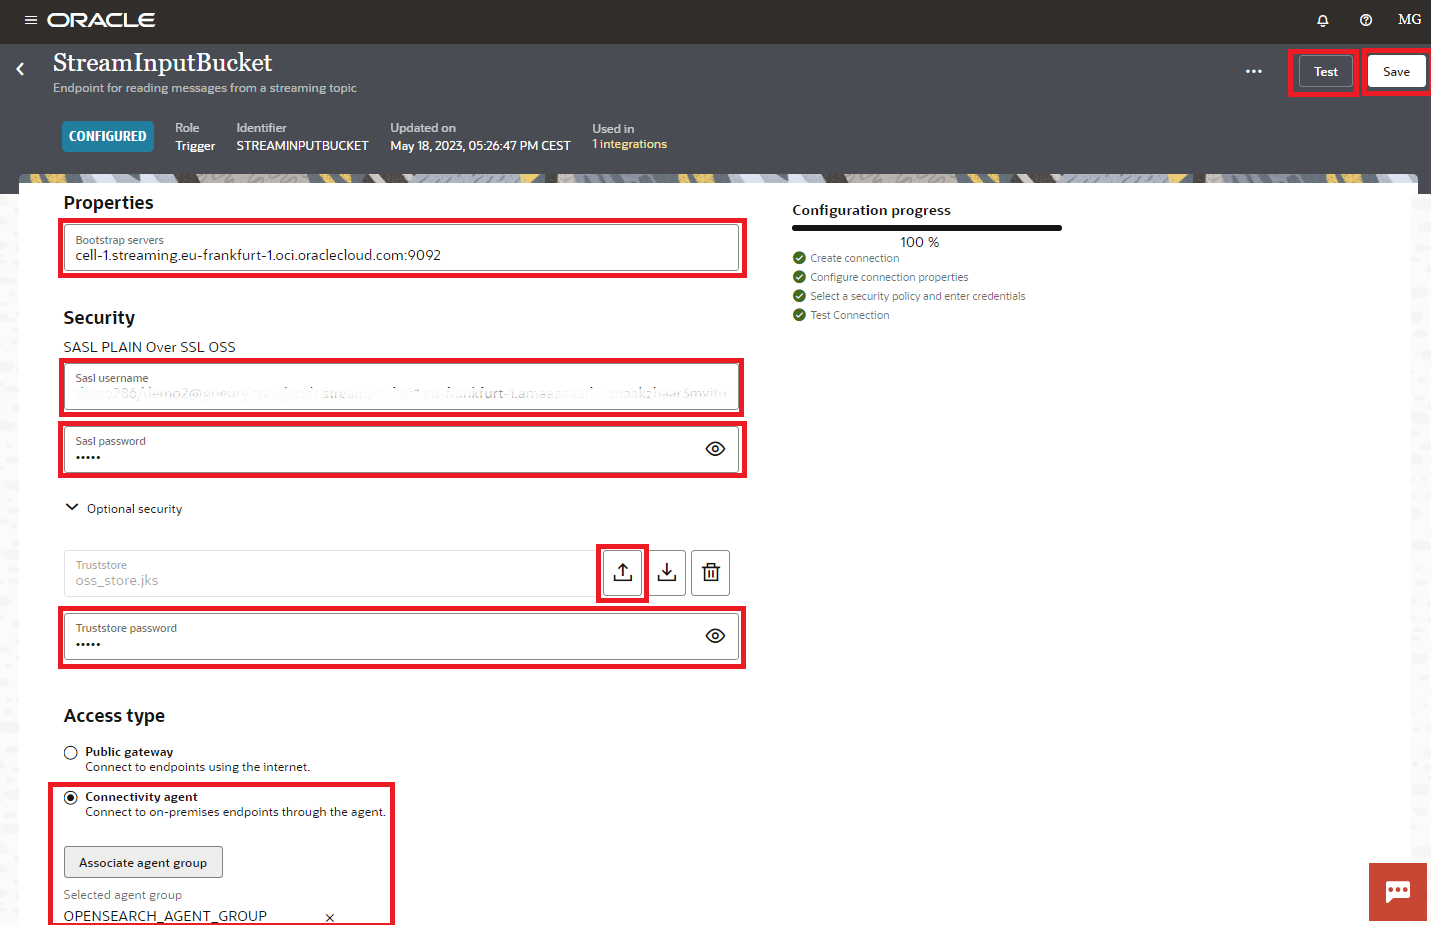 ORACLE
MG
StreamInputBucket
Endpoint for reading messages from a streaming topic
Test
Save
CONFIGURED
Role
Trigger
Identifier
STREAMINPUTBUCKET
Updated on
May 18, 2023, 05:26:47 PM CEST
Used in
1 integrations
Properties
Bootstrap servers
cell-1.streaming.eu-frankfurt-1.oci.oraclecloud.com:9092
Configuration progress
100 %
Create connection
Configure connection properties
Select a security policy and enter credentials
Test Connection
Security
SASL PLAIN Over SSL OSS
Sasl username
Sasl password
•••••
Optional security
Truststore
oss_store.jks
Truststore password
•••••
Access type
Public gateway
Connect to endpoints using the internet.
Connectivity agent
Connect to on-premises endpoints through the agent.
Associate agent group
Selected agent group
OPENSEARCH_AGENT_GROUP